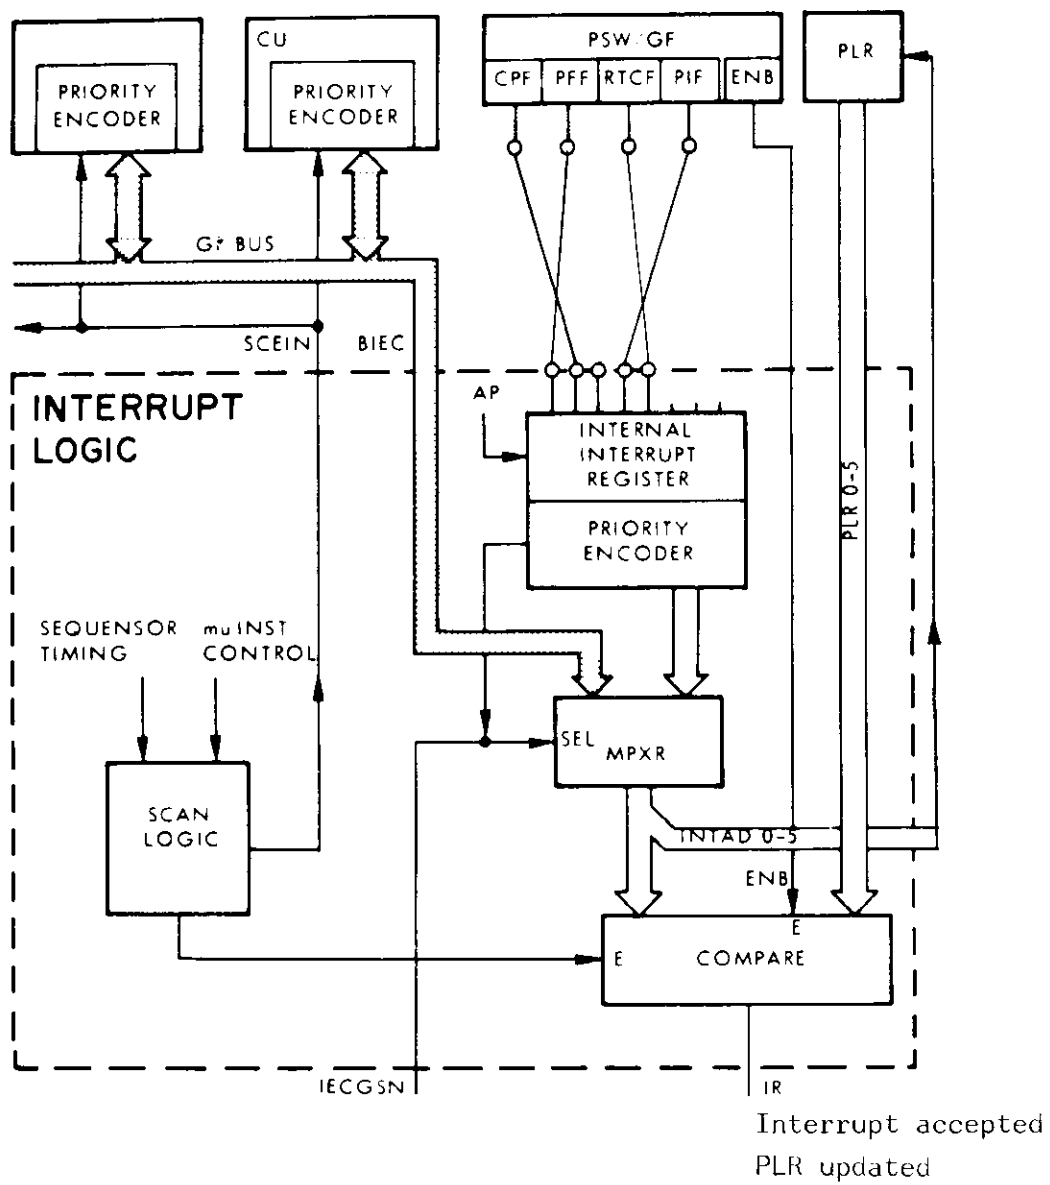 CU
PRIORITY
ENCODER
PRIORITY
ENCODER
PSW/GF
CPF
PFF
RTCF
PIF
ENB
PLR
GP BUS
SCEIN
BIEC
INTERRUPT
LOGIC
AP
INTERNAL
INTERRUPT
REGISTER
PRIORITY
ENCODER
PLR 0-5
SEQUENSOR
TIMING
mu INST
CONTROL
SEL
MPXR
SCAN
LOGIC
INTAD 0-5
ENB
E
E
COMPARE
IECGSN
IR
Interrupt accepted
PLR updated